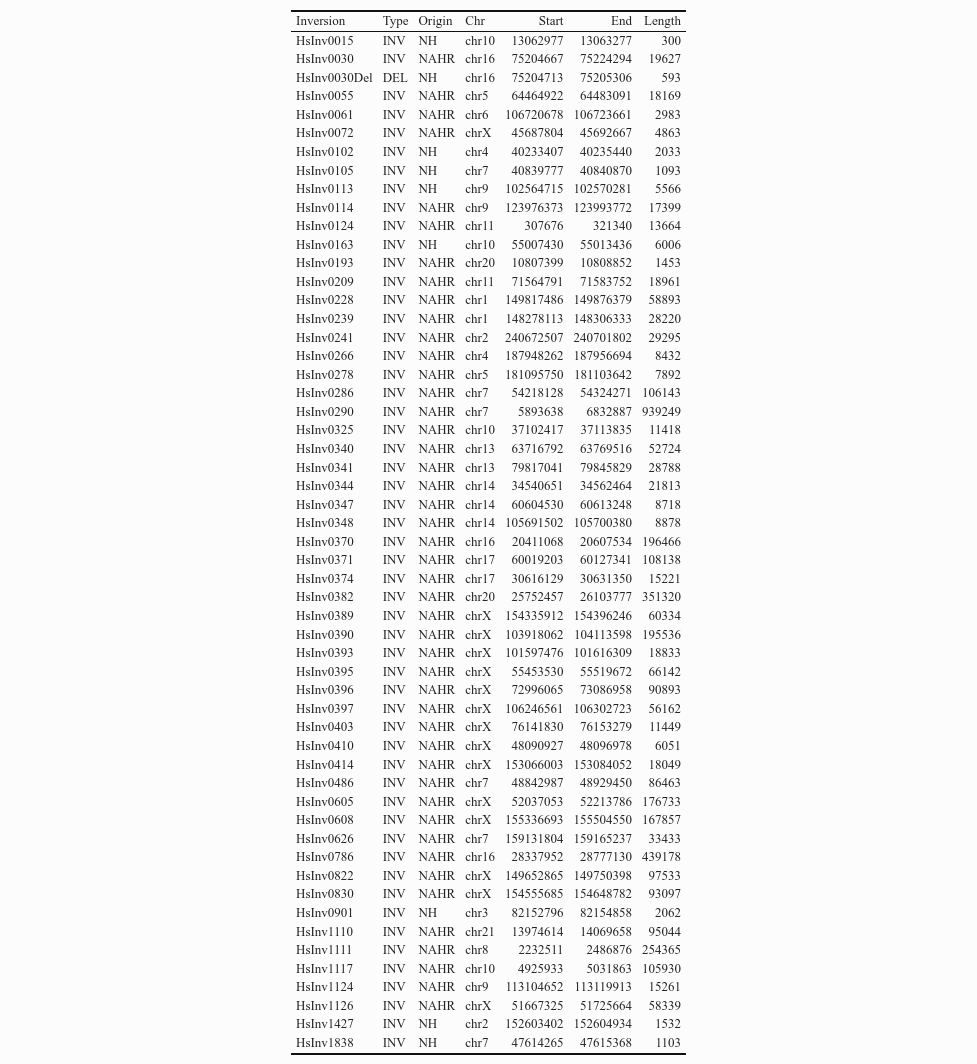 Inversion Type Origin Chr Start End Length
HsInv0015 INV NH chr10 13062977 13063277 300
HsInv0030 INV NAHR chr16 75204667 75224294 19627
HsInv0030Del DEL NH chr16 75204713 75205306 593
HsInv0055 INV NAHR chr5 64464922 64483091 18169
HsInv0061 INV NAHR chr6 106720678 106723661 2983
HsInv0072 INV NAHR chrX 45687804 45692667 4863
HsInv0102 INV NH chr4 40233407 40235440 2033
HsInv0105 INV NH chr7 40839777 40840870 1093
HsInv0113 INV NH chr9 102564715 102570281 5566
HsInv0114 INV NAHR chr9 123976373 123993772 17399
HsInv0124 INV NAHR chr11 307676 321340 13664
HsInv0163 INV NH chr10 55007430 55013436 6006
HsInv0193 INV NAHR chr20 10807399 10808852 1453
HsInv0209 INV NAHR chr11 71564791 71583752 18961
HsInv0228 INV NAHR chr1 149817486 149876379 58893
HsInv0239 INV NAHR chr1 148278113 148306333 28220
HsInv0241 INV NAHR chr2 240672507 240701802 29295
HsInv0266 INV NAHR chr4 187948262 187956694 8432
HsInv0278 INV NAHR chr5 181095750 181103642 7892
HsInv0286 INV NAHR chr7 54218128 54324271 106143
HsInv0290 INV NAHR chr7 5893638 6832887 939249
HsInv0325 INV NAHR chr10 37102417 37113835 11418
HsInv0340 INV NAHR chr13 63716792 63769516 52724
HsInv0341 INV NAHR chr13 79817041 79845829 28788
HsInv0344 INV NAHR chr14 34540651 34562464 21813
HsInv0347 INV NAHR chr14 60604530 60613248 8718
HsInv0348 INV NAHR chr14 105691502 105700380 8878
HsInv0370 INV NAHR chr16 20411068 20607534 196466
HsInv0371 INV NAHR chr17 60019203 60127341 108138
HsInv0374 INV NAHR chr17 30616129 30631350 15221
HsInv0382 INV NAHR chr20 25752457 26103777 351320
HsInv0389 INV NAHR chrX 154335912 154396246 60334
HsInv0390 INV NAHR chrX 103918062 104113598 195536
HsInv0393 INV NAHR chrX 101597476 101616309 18833
HsInv0395 INV NAHR chrX 55453530 55519672 66142
HsInv0396 INV NAHR chrX 72996065 73086958 90893
HsInv0397 INV NAHR chrX 106246561 106302723 56162
HsInv0403 INV NAHR chrX 76141830 76153279 11449
HsInv0410 INV NAHR chrX 48090927 48096978 6051
HsInv0414 INV NAHR chrX 153066003 153084052 18049
HsInv0486 INV NAHR chr7 48842987 48929450 86463
HsInv0605 INV NAHR chrX 52037053 52213786 176733
HsInv0608 INV NAHR chrX 155336693 155504550 167857
HsInv0626 INV NAHR chr7 159131804 159165237 33433
HsInv0786 INV NAHR chr16 28337952 28777130 439178
HsInv0822 INV NAHR chrX 149652865 149750398 97533
HsInv0830 INV NAHR chrX 154555685 154648782 93097
HsInv0901 INV NH chr3 82152796 82154858 2062
HsInv1110 INV NAHR chr21 13974614 14069658 95044
HsInv1111 INV NAHR chr8 2232511 2486876 254365
HsInv1117 INV NAHR chr10 4925933 5031863 105930
HsInv1124 INV NAHR chr9 113104652 113119913 15261
HsInv1126 INV NAHR chrX 51667325 51725664 58339
HsInv1427 INV NH chr2 152603402 152604934 1532
HsInv1838 INV NH chr7 47614265 47615368 1103